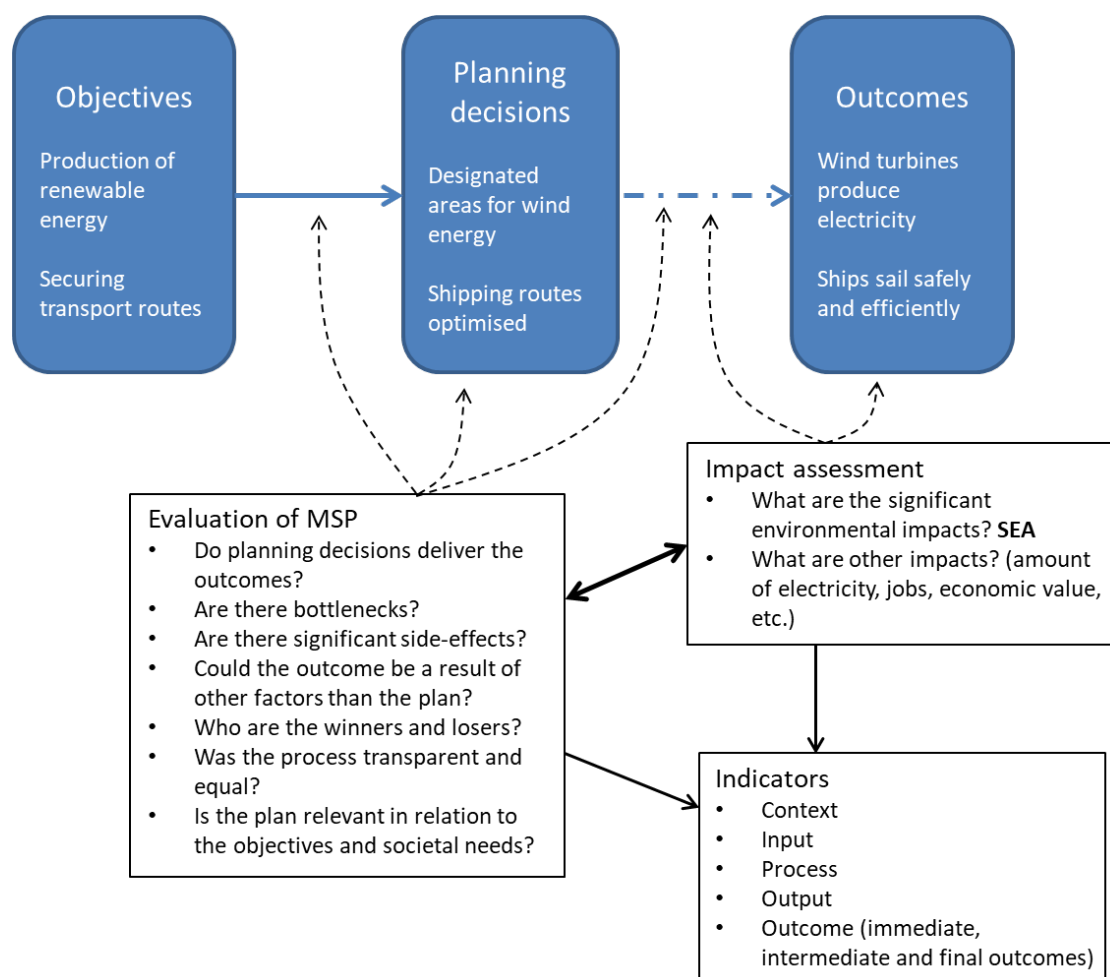 Objectives
Production of
renewable
energy
Securing
transport routes
Planning
decisions
Designated
areas for wind
energy
Shipping routes
optimised
Outcomes
Wind turbines
produce
electricity
Ships sail safely
and efficiently
Evaluation of MSP
• Do planning decisions deliver the
outcomes?
• Are there bottlenecks?
• Are there significant side-effects?
• Could the outcome be a result of
other factors than the plan?
• Who are the winners and losers?
• Was the process transparent and
equal?
• Is the plan relevant in relation to
the objectives and societal needs?
Impact assessment
• What are the significant
environmental impacts? SEA
• What are other impacts? (amount
of electricity, jobs, economic value,
etc.)
Indicators
• Context
• Input
• Process
• Output
• Outcome (immediate,
intermediate and final outcomes)